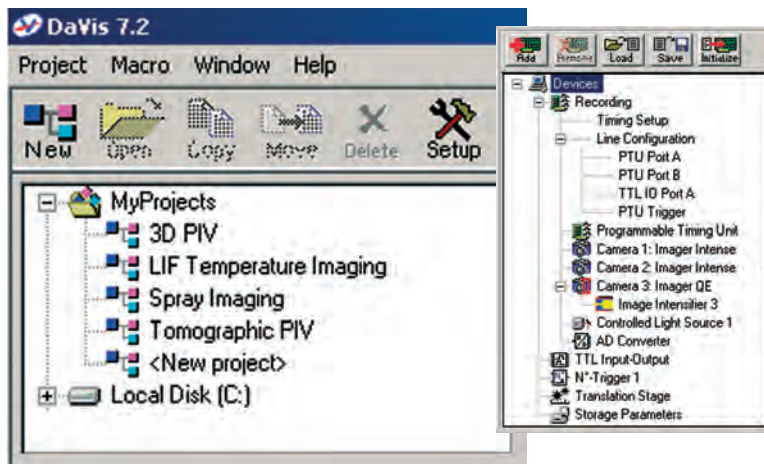 DaVis 7.2
Project Macro Window Help
New Open Copy Move Delete Setup
MyProjects
3D PIV
LIF Temperature Imaging
Spray Imaging
Tomographic PIV
<New project>
Local Disk (C:)
Add Remove Load Save Initialize
Devices
Recording
Timing Setup
Line Configuration
PTU Port A
PTU Port B
TTL IO Port A
PTU Trigger
Programmable Timing Unit
Camera 1: Imager Intense
Camera 2: Imager Intense
Camera 3: Imager QE
Image Intensifier 3
Controlled Light Source 1
AD Converter
TTL Input-Output
N*-Trigger 1
Translation Stage
Storage Parameters